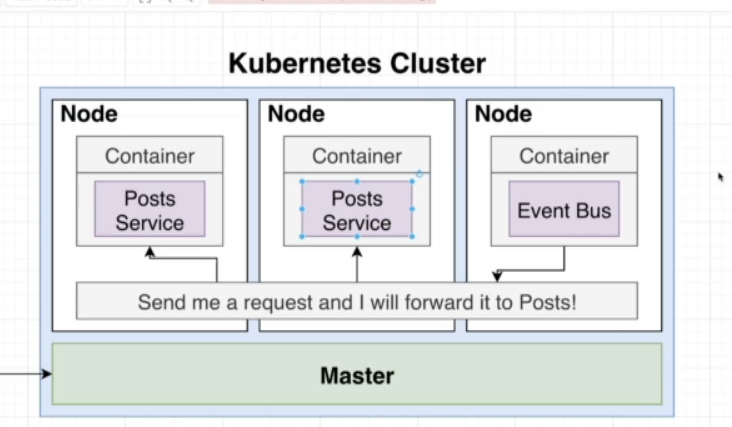 Kubernetes Cluster
Node
Node
Node
Container
Container
Container
Posts
Service
Posts
Service
Event Bus
Send me a request and I will forward it to Posts!
Master